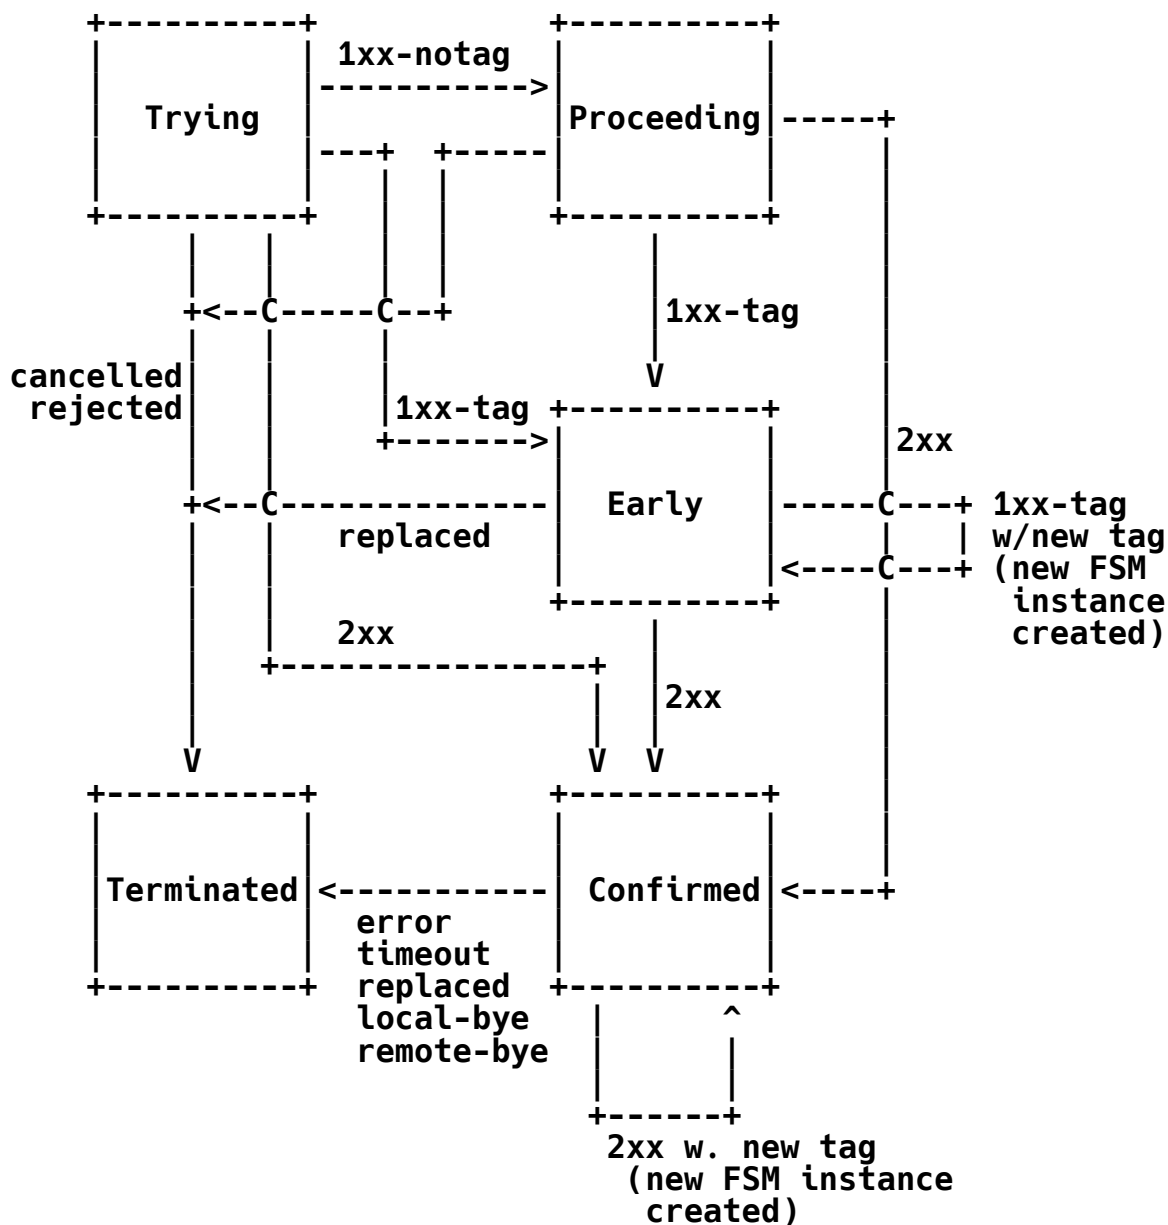 1xx-notag
Trying
Proceeding
C C
1xx-tag
cancelled
rejected
1xx-tag
2xx
C
Early
C
1xx-tag
replaced
w/new tag
C
(new FSM
instance
2xx
created)
2xx
V
V
V V
Terminated
Confirmed
error
timeout
replaced
local-bye
remote-bye
2xx w. new tag
(new FSM instance
created)